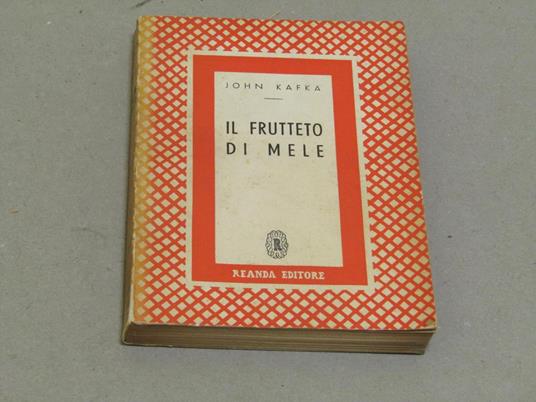 JOHN KAFKA
IL FRUTTETO
DI MELE
R
REANDA EDITORE